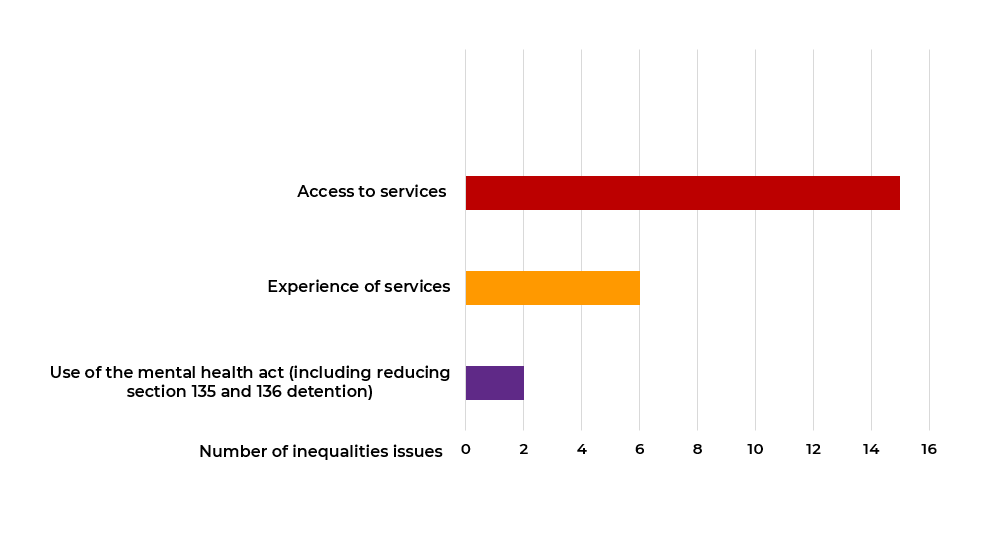 Access to services
Experience of services
Use of the mental health act (including reducing
section 135 and 136 detention)
Number of inequalities issues
0 2 4 6 8 10 12 14 16